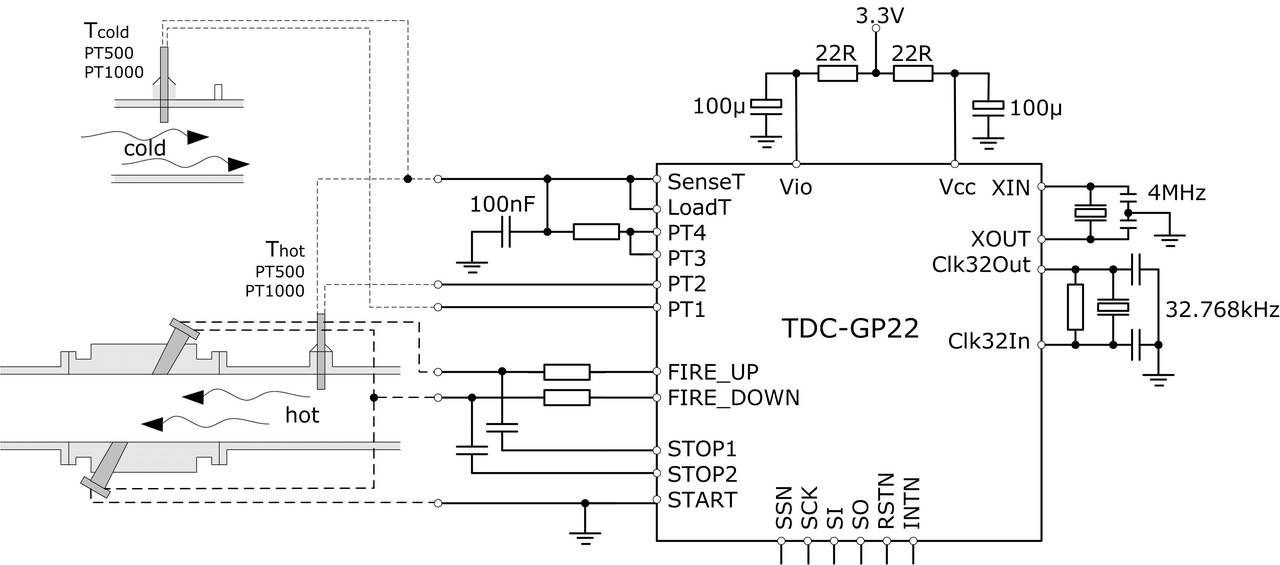 Tcold
PT500
PT1000
cold
3.3V
22R
22R
100μ
100μ
Vio
Vcc
XIN
4MHz
XOUT
Clk32Out
32.768kHz
Clk32In
SenseT
LoadT
100nF
PT4
PT3
PT2
PT1
Thot
PT500
PT1000
TDC-GP22
FIRE_UP
FIRE_DOWN
hot
STOP1
STOP2
START
SSN
SCK
SI
SO
RSTN
INTN